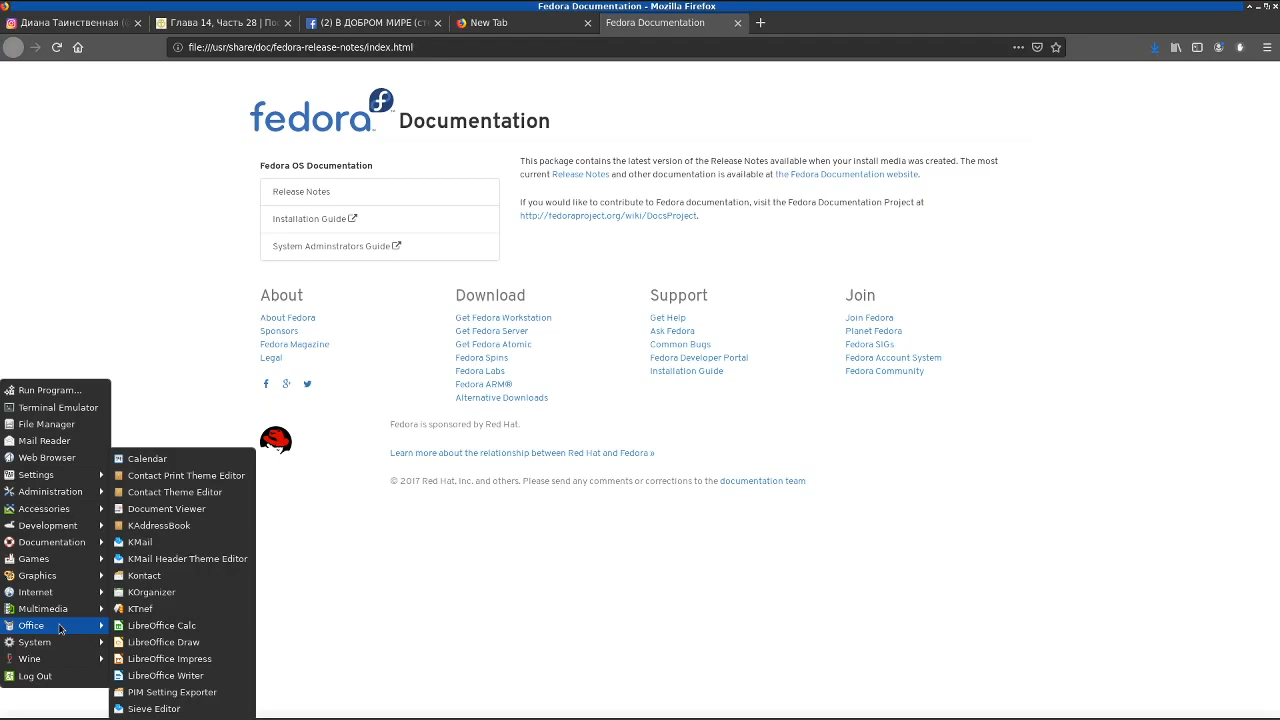 Fedora Documentation - Mozilla Firefox
Диана Таинственная (
Глава 14, Часть 28 | По
(2) В ДОБРОМ МИРЕ (ст
New Tab
Fedora Documentation
file:///usr/share/doc/fedora-release-notes/index.html
fedora Documentation
Fedora OS Documentation
Release Notes
Installation Guide
System Adminstrators Guide
This package contains the latest version of the Release Notes available when your install media was created. The most
current Release Notes and other documentation is available at the Fedora Documentation website.
If you would like to contribute to Fedora documentation, visit the Fedora Documentation Project at
http://fedoraproject.org/wiki/DocsProject.
About
About Fedora
Sponsors
Fedora Magazine
Legal
Download
Get Fedora Workstation
Get Fedora Server
Get Fedora Atomic
Fedora Spins
Fedora Labs
Fedora ARM®
Alternative Downloads
Support
Get Help
Ask Fedora
Common Bugs
Fedora Developer Portal
Installation Guide
Join
Join Fedora
Planet Fedora
Fedora SIGs
Fedora Account System
Fedora Community
Fedora is sponsored by Red Hat.
Learn more about the relationship between Red Hat and Fedora »
© 2017 Red Hat, Inc. and others. Please send any comments or corrections to the documentation team
Run Program...
Terminal Emulator
File Manager
Mail Reader
Web Browser
Settings
Administration
Accessories
Development
Documentation
Games
Graphics
Internet
Multimedia
Office
System
Wine
Log Out
Calendar
Contact Print Theme Editor
Contact Theme Editor
Document Viewer
KAddressBook
KMail
KMail Header Theme Editor
Kontact
KOrganizer
KTnef
LibreOffice Calc
LibreOffice Draw
LibreOffice Impress
LibreOffice Writer
PIM Setting Exporter
Sieve Editor